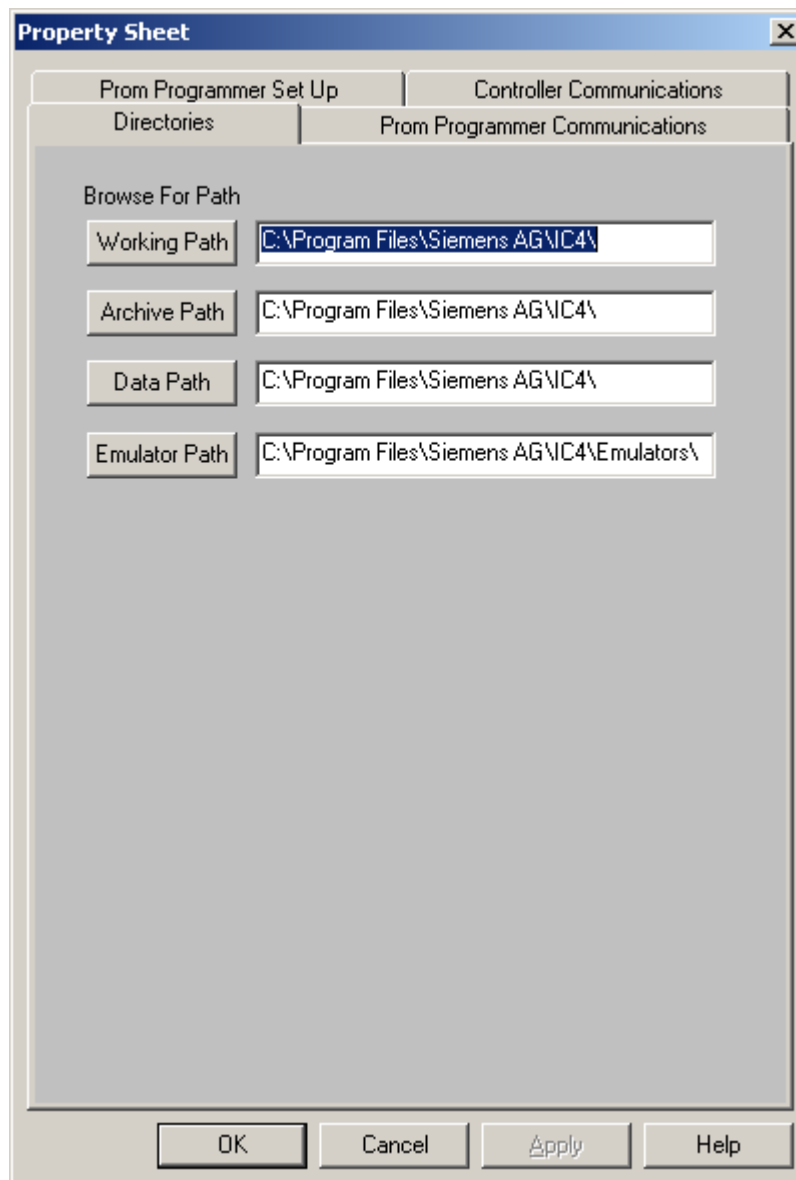 Property Sheet
Prom Programmer Set Up
Controller Communications
Directories
Prom Programmer Communications
Browse For Path
Working Path C:\Program Files\Siemens AG\IC4\
Archive Path C:\Program Files\Siemens AG\IC4\
Data Path C:\Program Files\Siemens AG\IC4\
Emulator Path C:\Program Files\Siemens AG\IC4\Emulators\
OK Cancel Apply Help